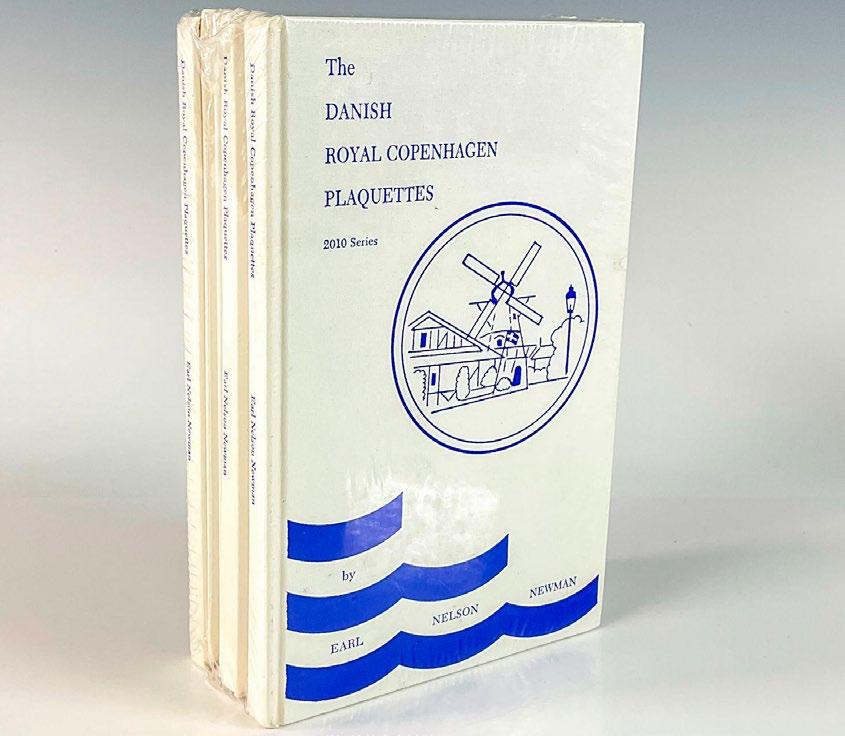 Danish Royal Copenhagen Plaquettes Earl Nelson Newman
Danish Royal Copenhagen Plaquettes Earl Nelson Newman
Danish Royal Copenhagen Plaquettes Earl Nelson Newman
The
DANISH
ROYAL COPENHAGEN
PLAQUETTES
2010 Series
by
EARL NELSON NEWMAN